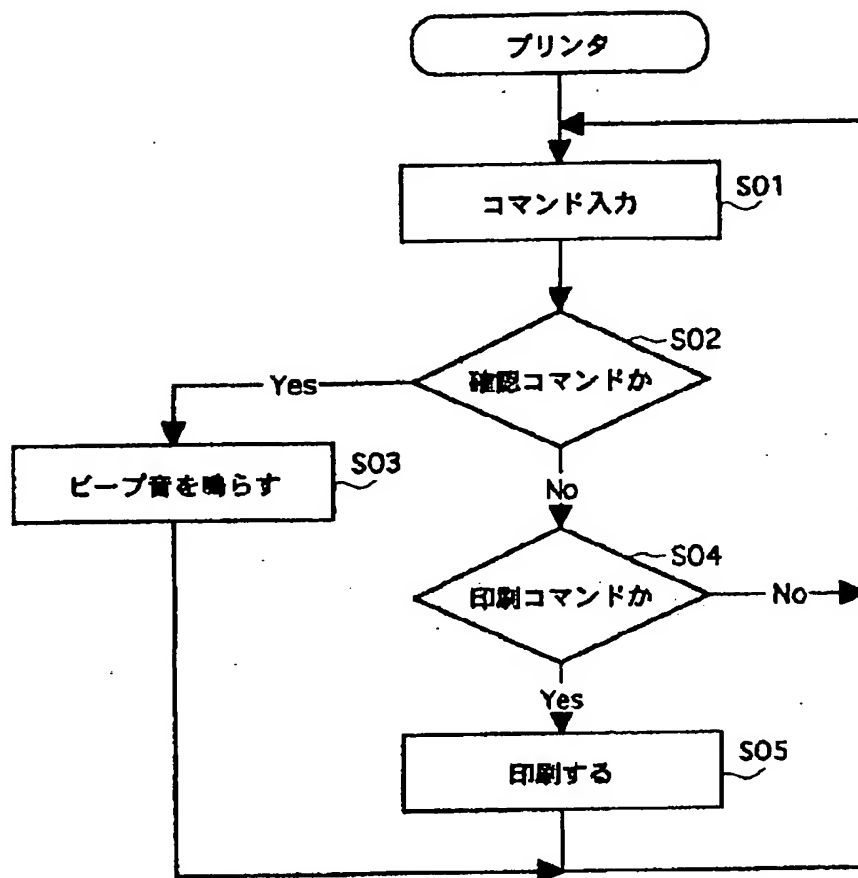 プリンタ
コマンド入力
S01
確認コマンドか
S02
Yes
ビープ音を鳴らす
S03
No
印刷コマンドか
S04
No
Yes
印刷する
S05